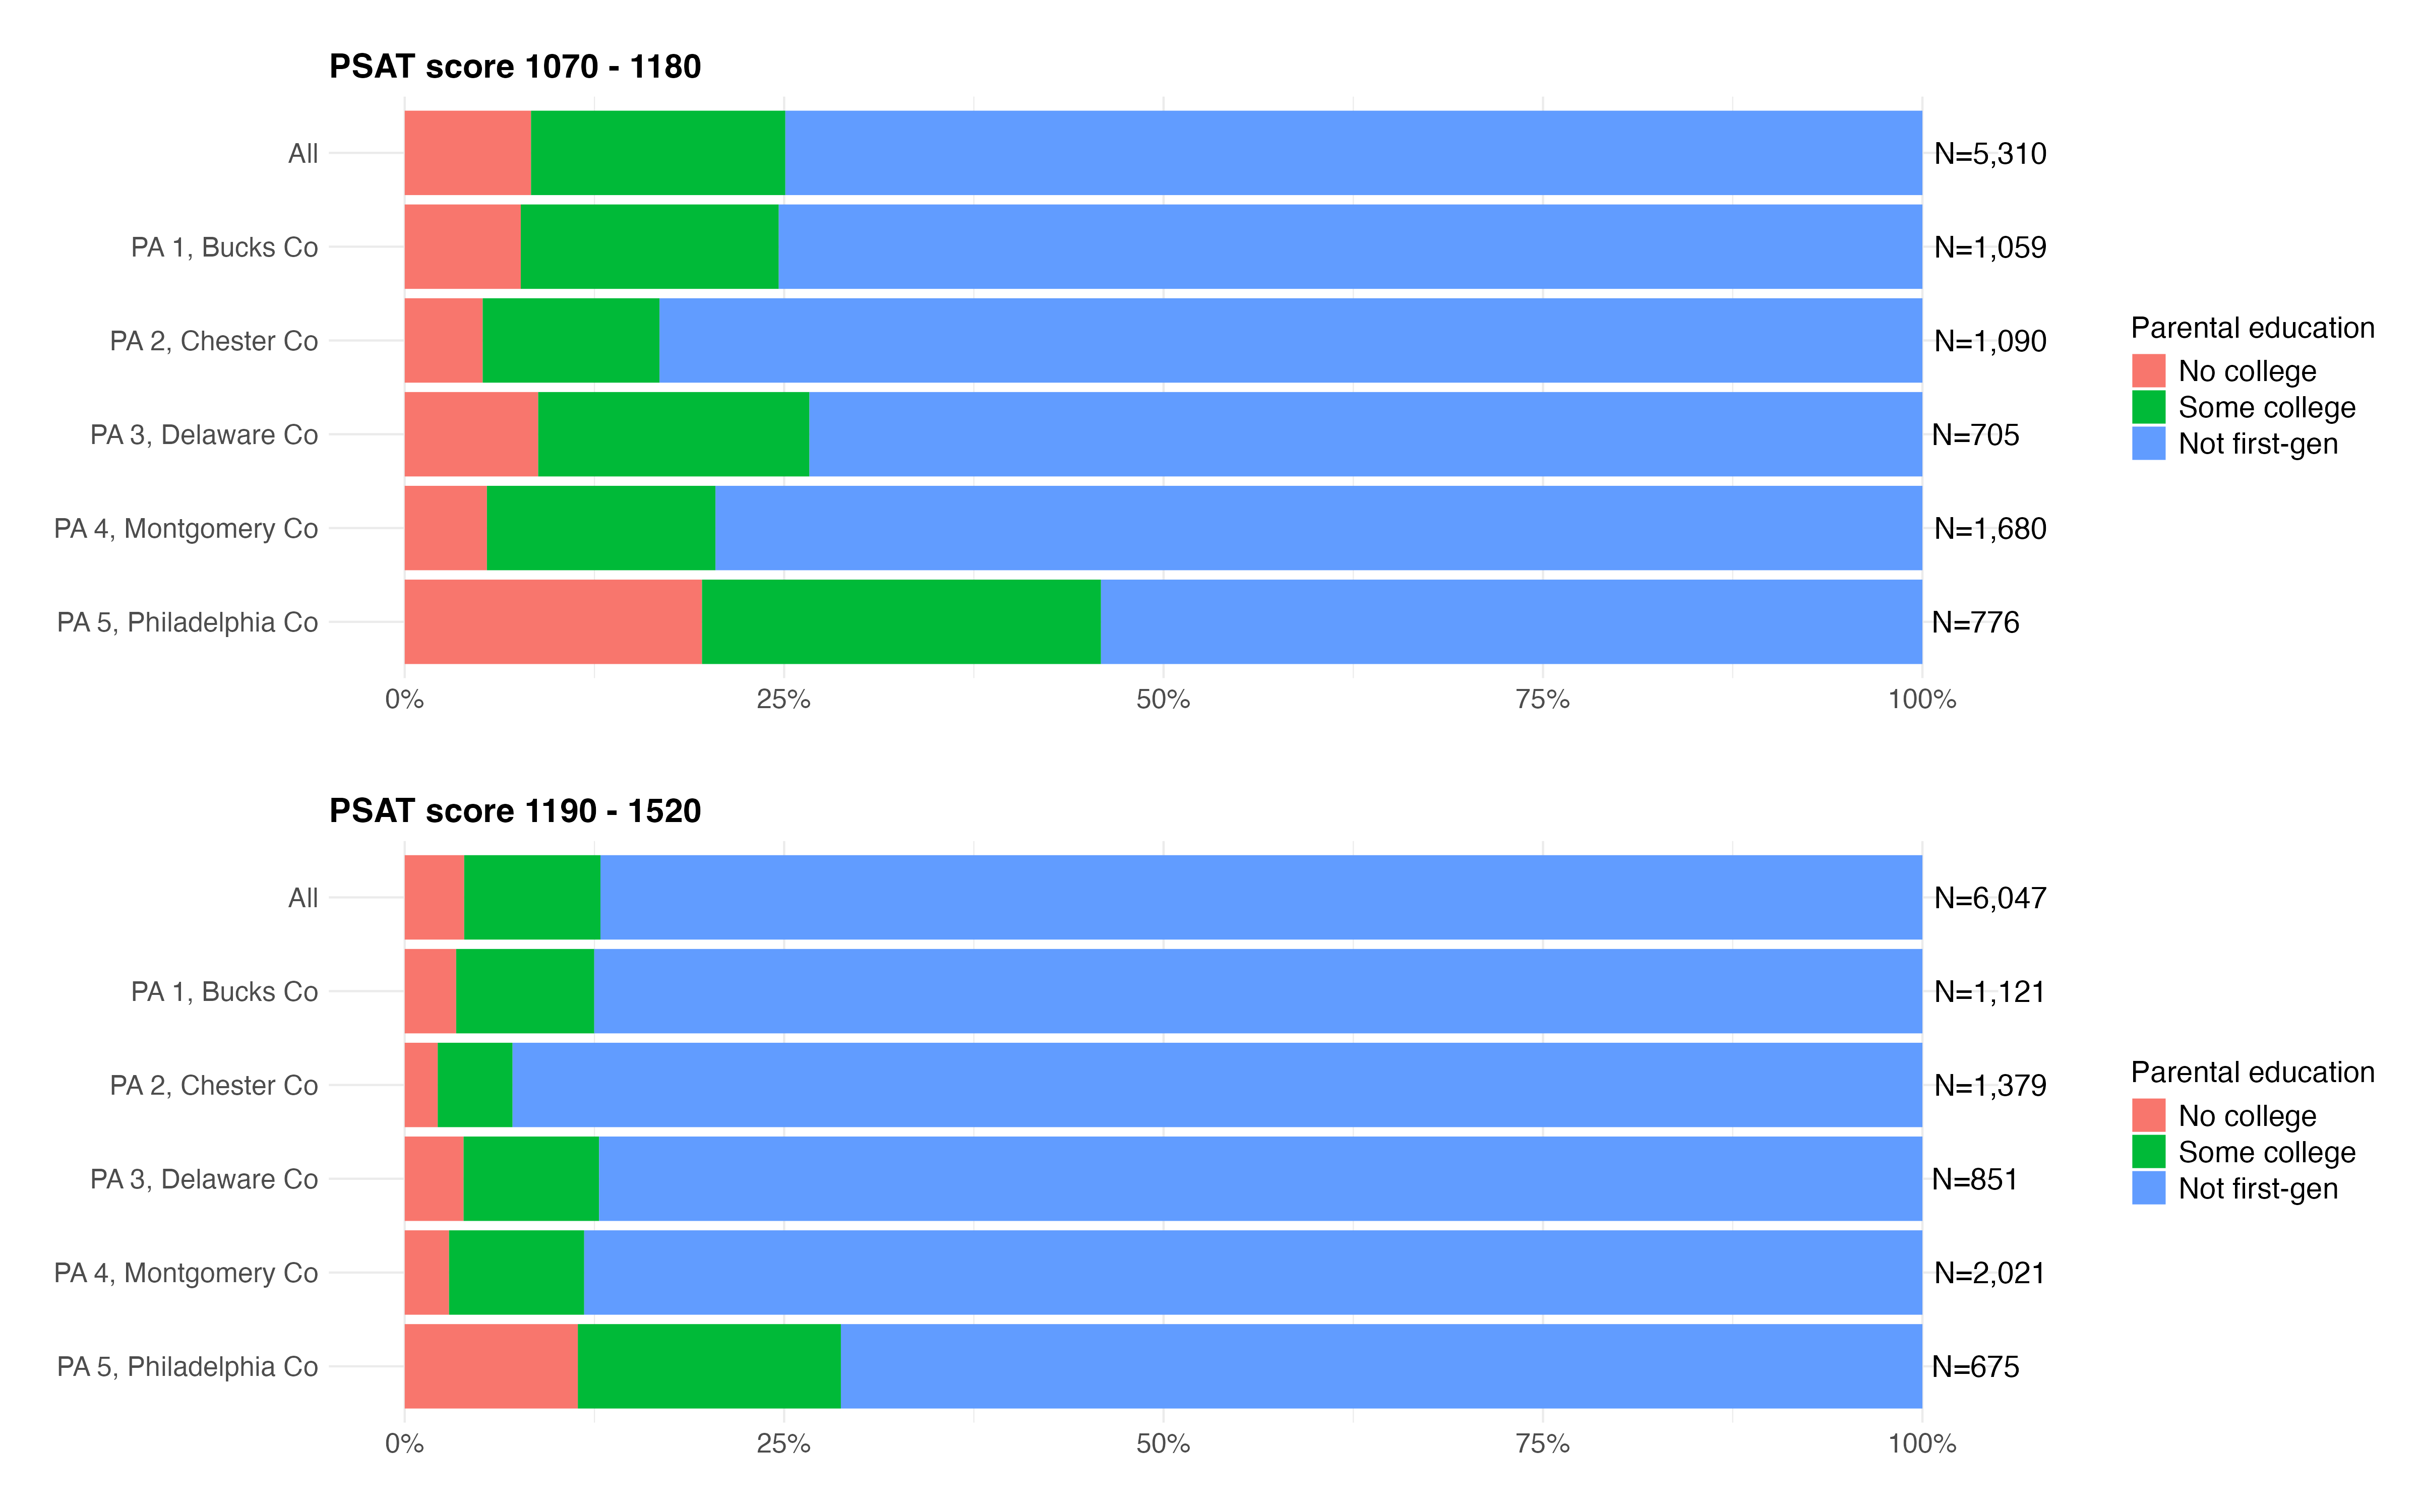 PSAT score 1070 - 1180
All
N=5,310
PA 1, Bucks Co
N=1,059
PA 2, Chester Co
N=1,090
PA 3, Delaware Co
N=705
PA 4, Montgomery Co
N=1,680
PA 5, Philadelphia Co
N=776
0% 25% 50% 75% 100%
Parental education
No college
Some college
Not first-gen
PSAT score 1190 - 1520
All
N=6,047
PA 1, Bucks Co
N=1,121
PA 2, Chester Co
N=1,379
PA 3, Delaware Co
N=851
PA 4, Montgomery Co
N=2,021
PA 5, Philadelphia Co
N=675
0% 25% 50% 75% 100%
Parental education
No college
Some college
Not first-gen